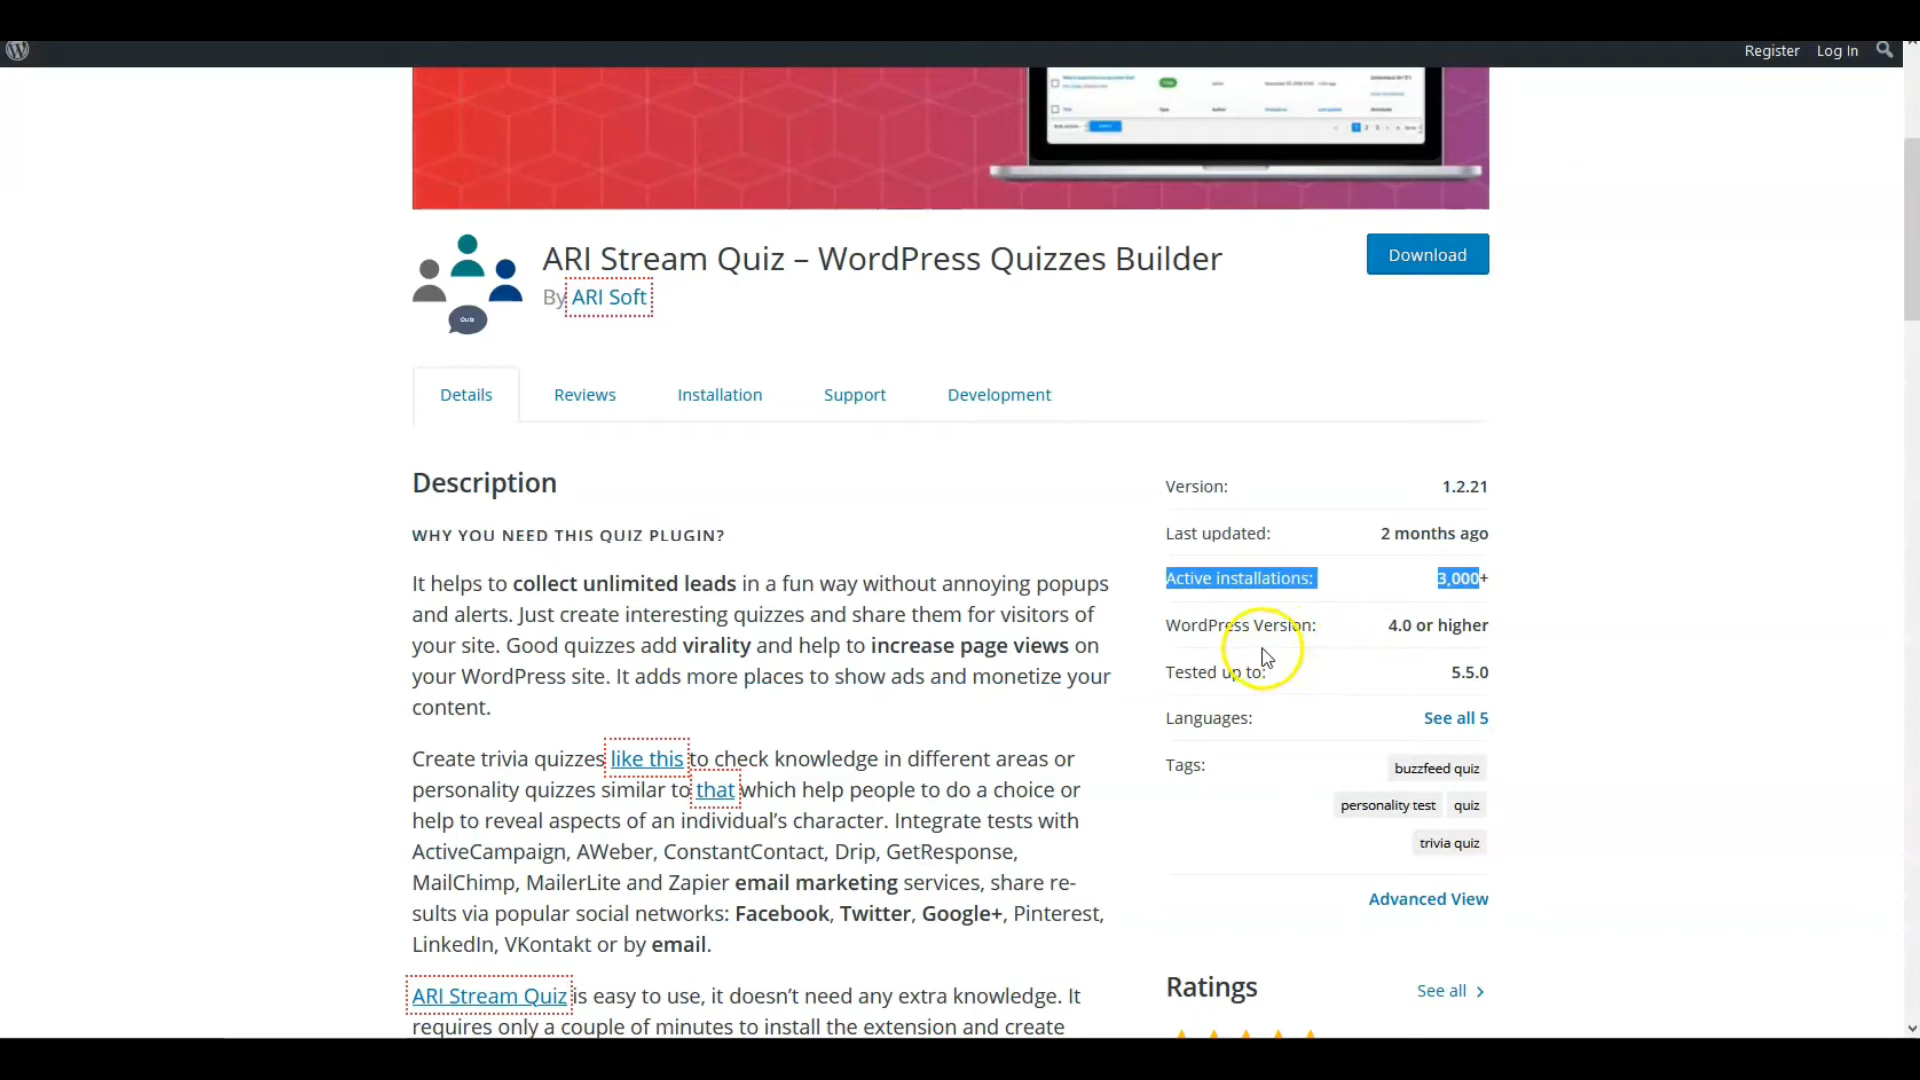 Register Log In
ARI Stream Quiz – WordPress Quizzes Builder
Download
By ARI Soft
Quiz
Details Reviews Installation Support Development
Description
WHY YOU NEED THIS QUIZ PLUGIN?
It helps to collect unlimited leads in a fun way without annoying popups
and alerts. Just create interesting quizzes and share them for visitors of
your site. Good quizzes add virality and help to increase page views on
your WordPress site. It adds more places to show ads and monetize your
content.
Create trivia quizzes like this to check knowledge in different areas or
personality quizzes similar to that which help people to do a choice or
help to reveal aspects of an individual’s character. Integrate tests with
ActiveCampaign, AWeber, ConstantContact, Drip, GetResponse,
MailChimp, MailerLite and Zapier email marketing services, share re-
sults via popular social networks: Facebook, Twitter, Google+, Pinterest,
LinkedIn, VKontakt or by email.
ARI Stream Quiz is easy to use, it doesn’t need any extra knowledge. It
requires only a couple of minutes to install the extension and create
Version: 1.2.21
Last updated: 2 months ago
Active installations: 3,000+
WordPress Version: 4.0 or higher
Tested up to: 5.5.0
Languages: See all 5
Tags: buzzfeed quiz
personality test quiz
trivia quiz
Advanced View
Ratings See all